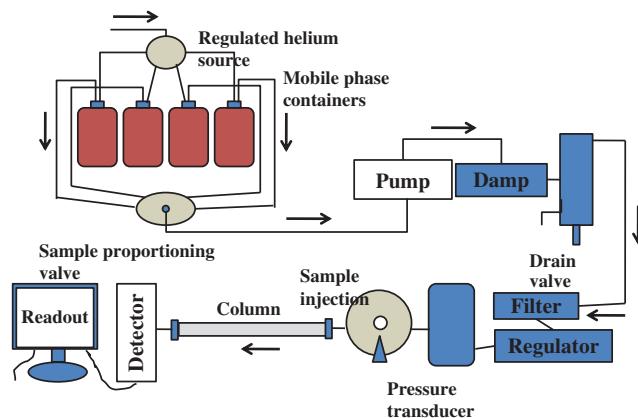 Regulated helium
source
Mobile phase
containers
Pump
Damp
Sample proportioning
valve
Drain
valve
Sample
injection
Column
Readout
Detector
Filter
Regulator
Pressure
transducer